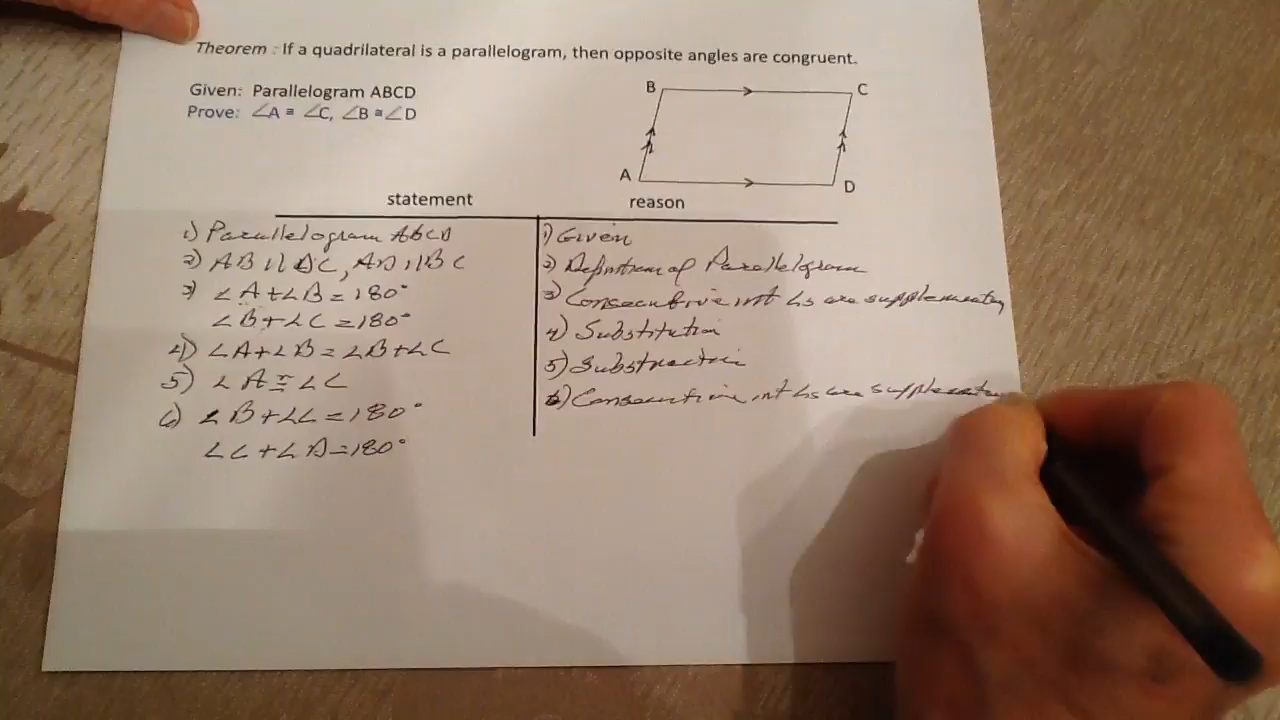 Theorem : If a quadrilateral is a parallelogram, then opposite angles are congruent.
Given: Parallelogram ABCD
Prove: ∠A ≅ ∠C, ∠B ≅ ∠D
B
C
A
D
statement
reason
1) Parallelogram ABCD
1) Given
2) AB || DC, AD || BC
2) Definition of Parallelogram
3) ∠A+∠B=180°
3) Consecutive int ∠s are supplementary
∠B+∠C=180°
4) Substitution
4) ∠A+∠B=∠B+∠C
5) Substraction
5) ∠A≅∠C
6) Consecutive int ∠s are supplementary
6) ∠B+∠C=180°
∠C+∠D=180°